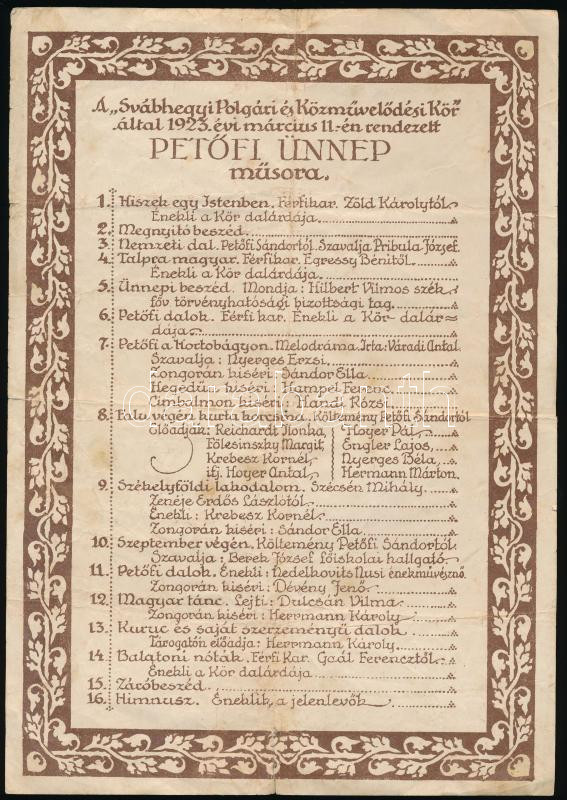 A „Svábhegyi Polgári és Közművelődési Kör"
által 1923. évi március 11.-én rendezett
PETŐFI ÜNNEP
műsora.
1. Hiszek egy Istenben. Férfikar. Zöld Károlytól
Énekli a Kör dalárdája
2. Megnyitó beszéd
3. Nemzeti dal. Petőfi Sándortól. Szavalja Pribula József.
4. Talpra magyar. Férfikar. Egressy Bénitől.
Énekli a Kör dalárdája.
5. Ünnepi beszéd. Mondja: Hilbert Vilmos szék
főv. törvényhatósági bizottsági tag.
6. Petőfi dalok. Férfi kar. Énekli a Kör dalár=
dája
7. Petőfi a Hortobágyon. Melodráma. Irta: Váradi Antal.
Szavalja: Nyerges Erzsi
Zongorán kiséri: Sándor Ella
Hegedűn kiséri: Hampel Ferenc
Cimbalmon kiséri: Handl Rózsi
8. Falu végén kurta korcsma. Költemény Petőfi Sándortól
Előadják: Reichardt Ilonka, Hoyer Pál,
Fölesinszky Margit, Engler Lajos,
Krebesz Kornél, Nyerges Béla,
ifj. Hoyer Antal, Hermann Márton.
9. Székelyföldi lakodalom. Szécsén Mihály.
Zenéje Erdős Lászlótól
Énekli: Krebesz Kornél
Zongorán kiséri: Sándor Ella
10. Szeptember végén. Költemény Petőfi Sándortól.
Szavalja: Berek József főiskolai hallgató
11. Petőfi dalok. Énekli: Nedelkovits Nusi énekművésznő.
Zongorán kiséri: Dévény Jenő
12. Magyar tánc. Lejti: Dulcsán Vilma
Zongorán kiséri: Herrmann Károly
13. Kuruc és saját szerzeményű dalok
Tárogatón előadja: Herrmann Károly.
14. Balatoni nóták. Férfi Kar. Gaál Ferencztől
Énekli a Kör dalárdája
15. Záróbeszéd
16. Himnusz. Éneklik, a jelenlevők